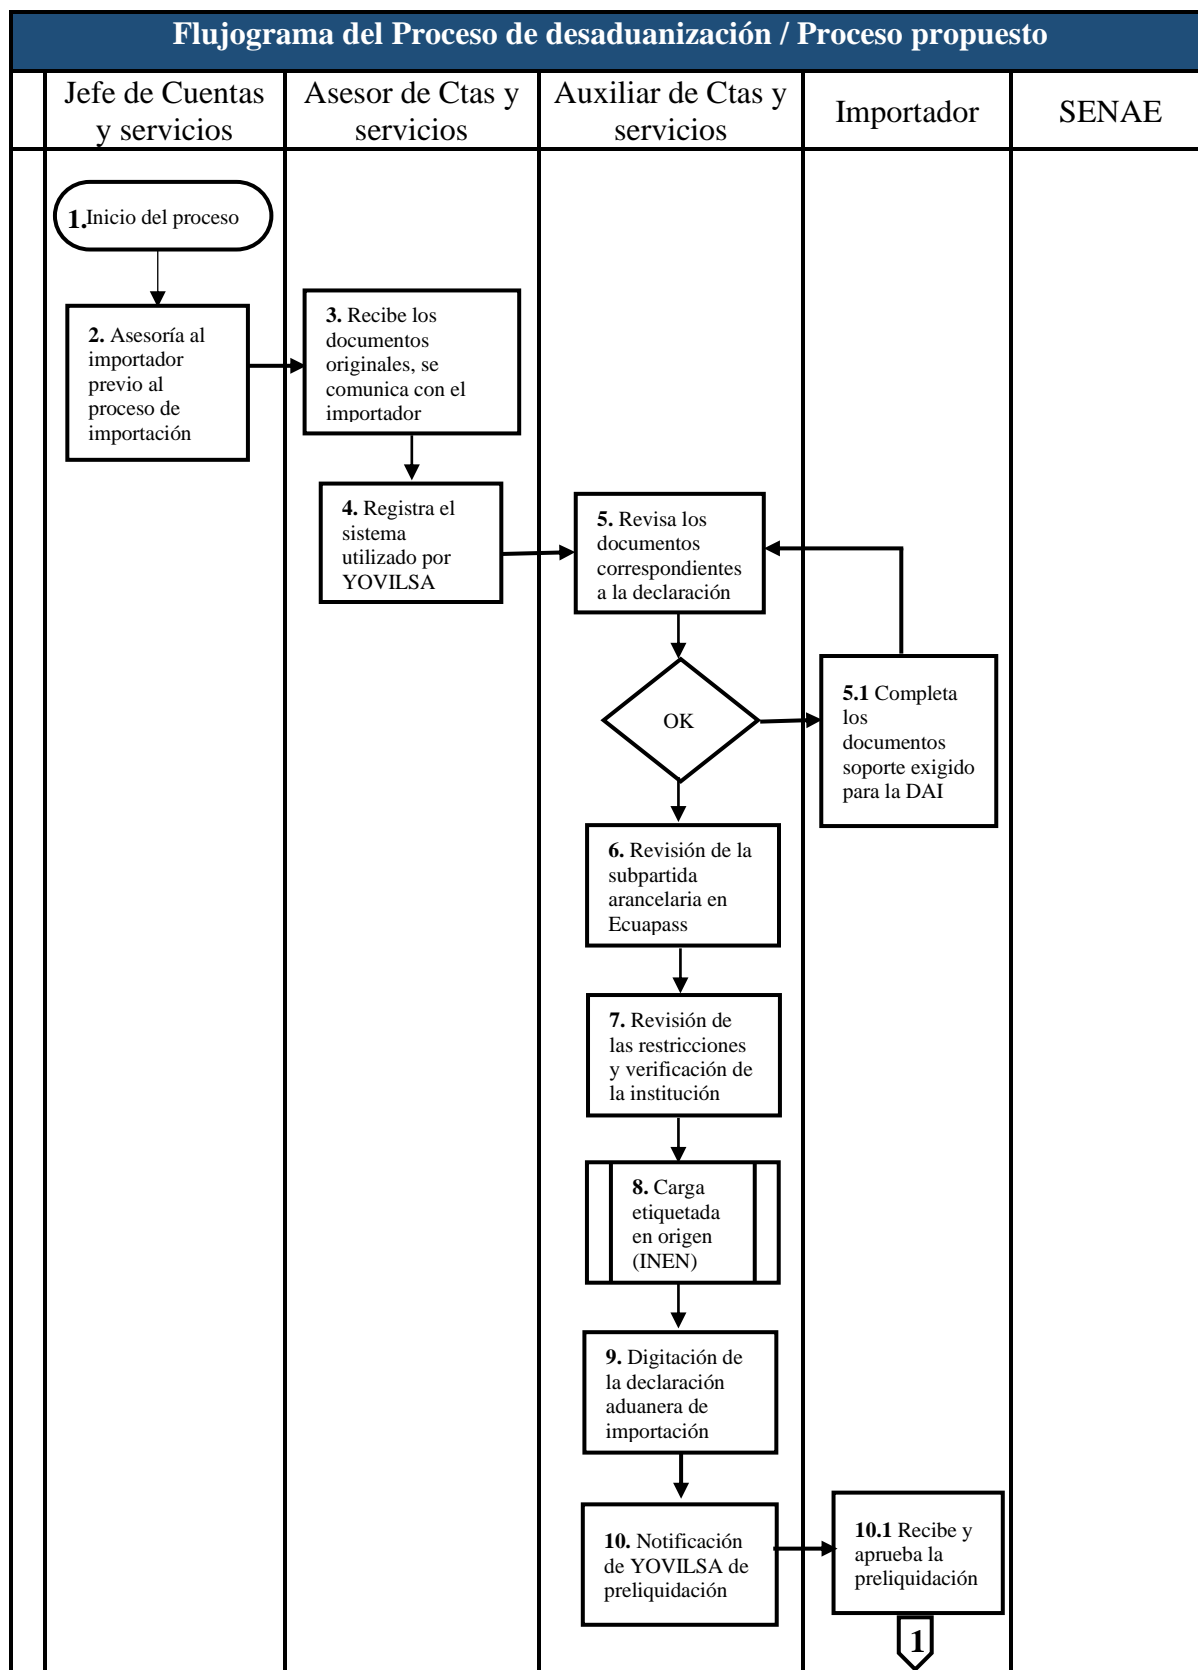 Flujograma del Proceso de desaduanización / Proceso propuesto
Jefe de Cuentas
y servicios
Asesor de Ctas y
servicios
Auxiliar de Ctas y
servicios
Importador
SENAE
1.Inicio del proceso
2. Asesoría al
importador
previo al
proceso de
importación
3. Recibe los
documentos
originales, se
comunica con el
importador
4. Registra el
sistema
utilizado por
YOVILSA
5. Revisa los
documentos
correspondientes
a la declaración
OK
5.1 Completa
los
documentos
soporte exigido
para la DAI
6. Revisión de la
subpartida
arancelaria en
Ecuapass
7. Revisión de
las restricciones
y verificación de
la institución
8. Carga
etiquetada
en origen
(INEN)
9. Digitación de
la declaración
aduanera de
importación
10. Notificación
de YOVILSA de
preliquidación
10.1 Recibe y
aprueba la
preliquidación
1